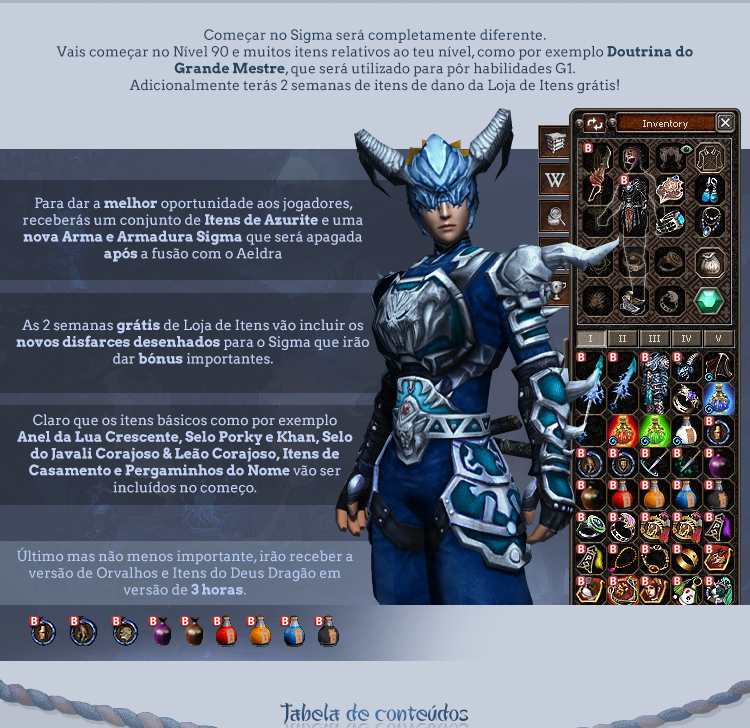 Começar no Sigma será completamente diferente.
Vais começar no Nível 90 e muitos itens relativos ao teu nível, como por exemplo Doutrina do
Grande Mestre, que será utilizado para pôr habilidades G1.
Adicionalmente terás 2 semanas de itens de dano da Loja de Itens grátis!
Inventory
Para dar a melhor oportunidade aos jogadores,
receberás um conjunto de Itens de Azurite e uma
nova Arma e Armadura Sigma que será apagada
após a fusão com o Aeldra
As 2 semanas grátis de Loja de Itens vão incluir os
novos disfarces desenhados para o Sigma que irão
dar bónus importantes.
I II III IV V
Claro que os itens básicos como por exemplo
Anel da Lua Crescente, Selo Porky e Khan, Selo
do Javali Corajoso & Leão Corajoso, Itens de
Casamento e Pergaminhos do Nome vão ser
incluídos no começo.
Último mas não menos importante, irão receber a
versão de Orvalhos e Itens do Deus Dragão em
versão de 3 horas.
B B B B B B B B B
Tabela de conteúdos